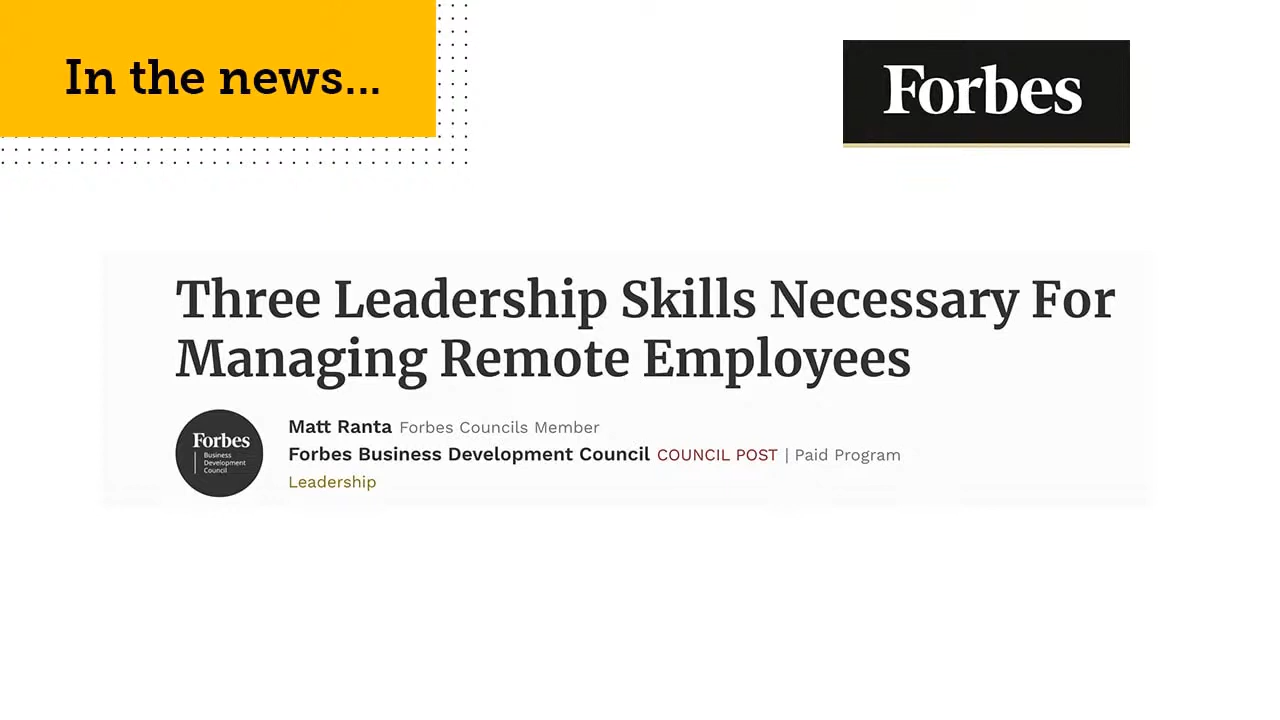 In the news...
Forbes
Three Leadership Skills Necessary For
Managing Remote Employees
Forbes
Business
Development
Council
Matt Ranta Forbes Councils Member
Forbes Business Development Council COUNCIL POST | Paid Program
Leadership